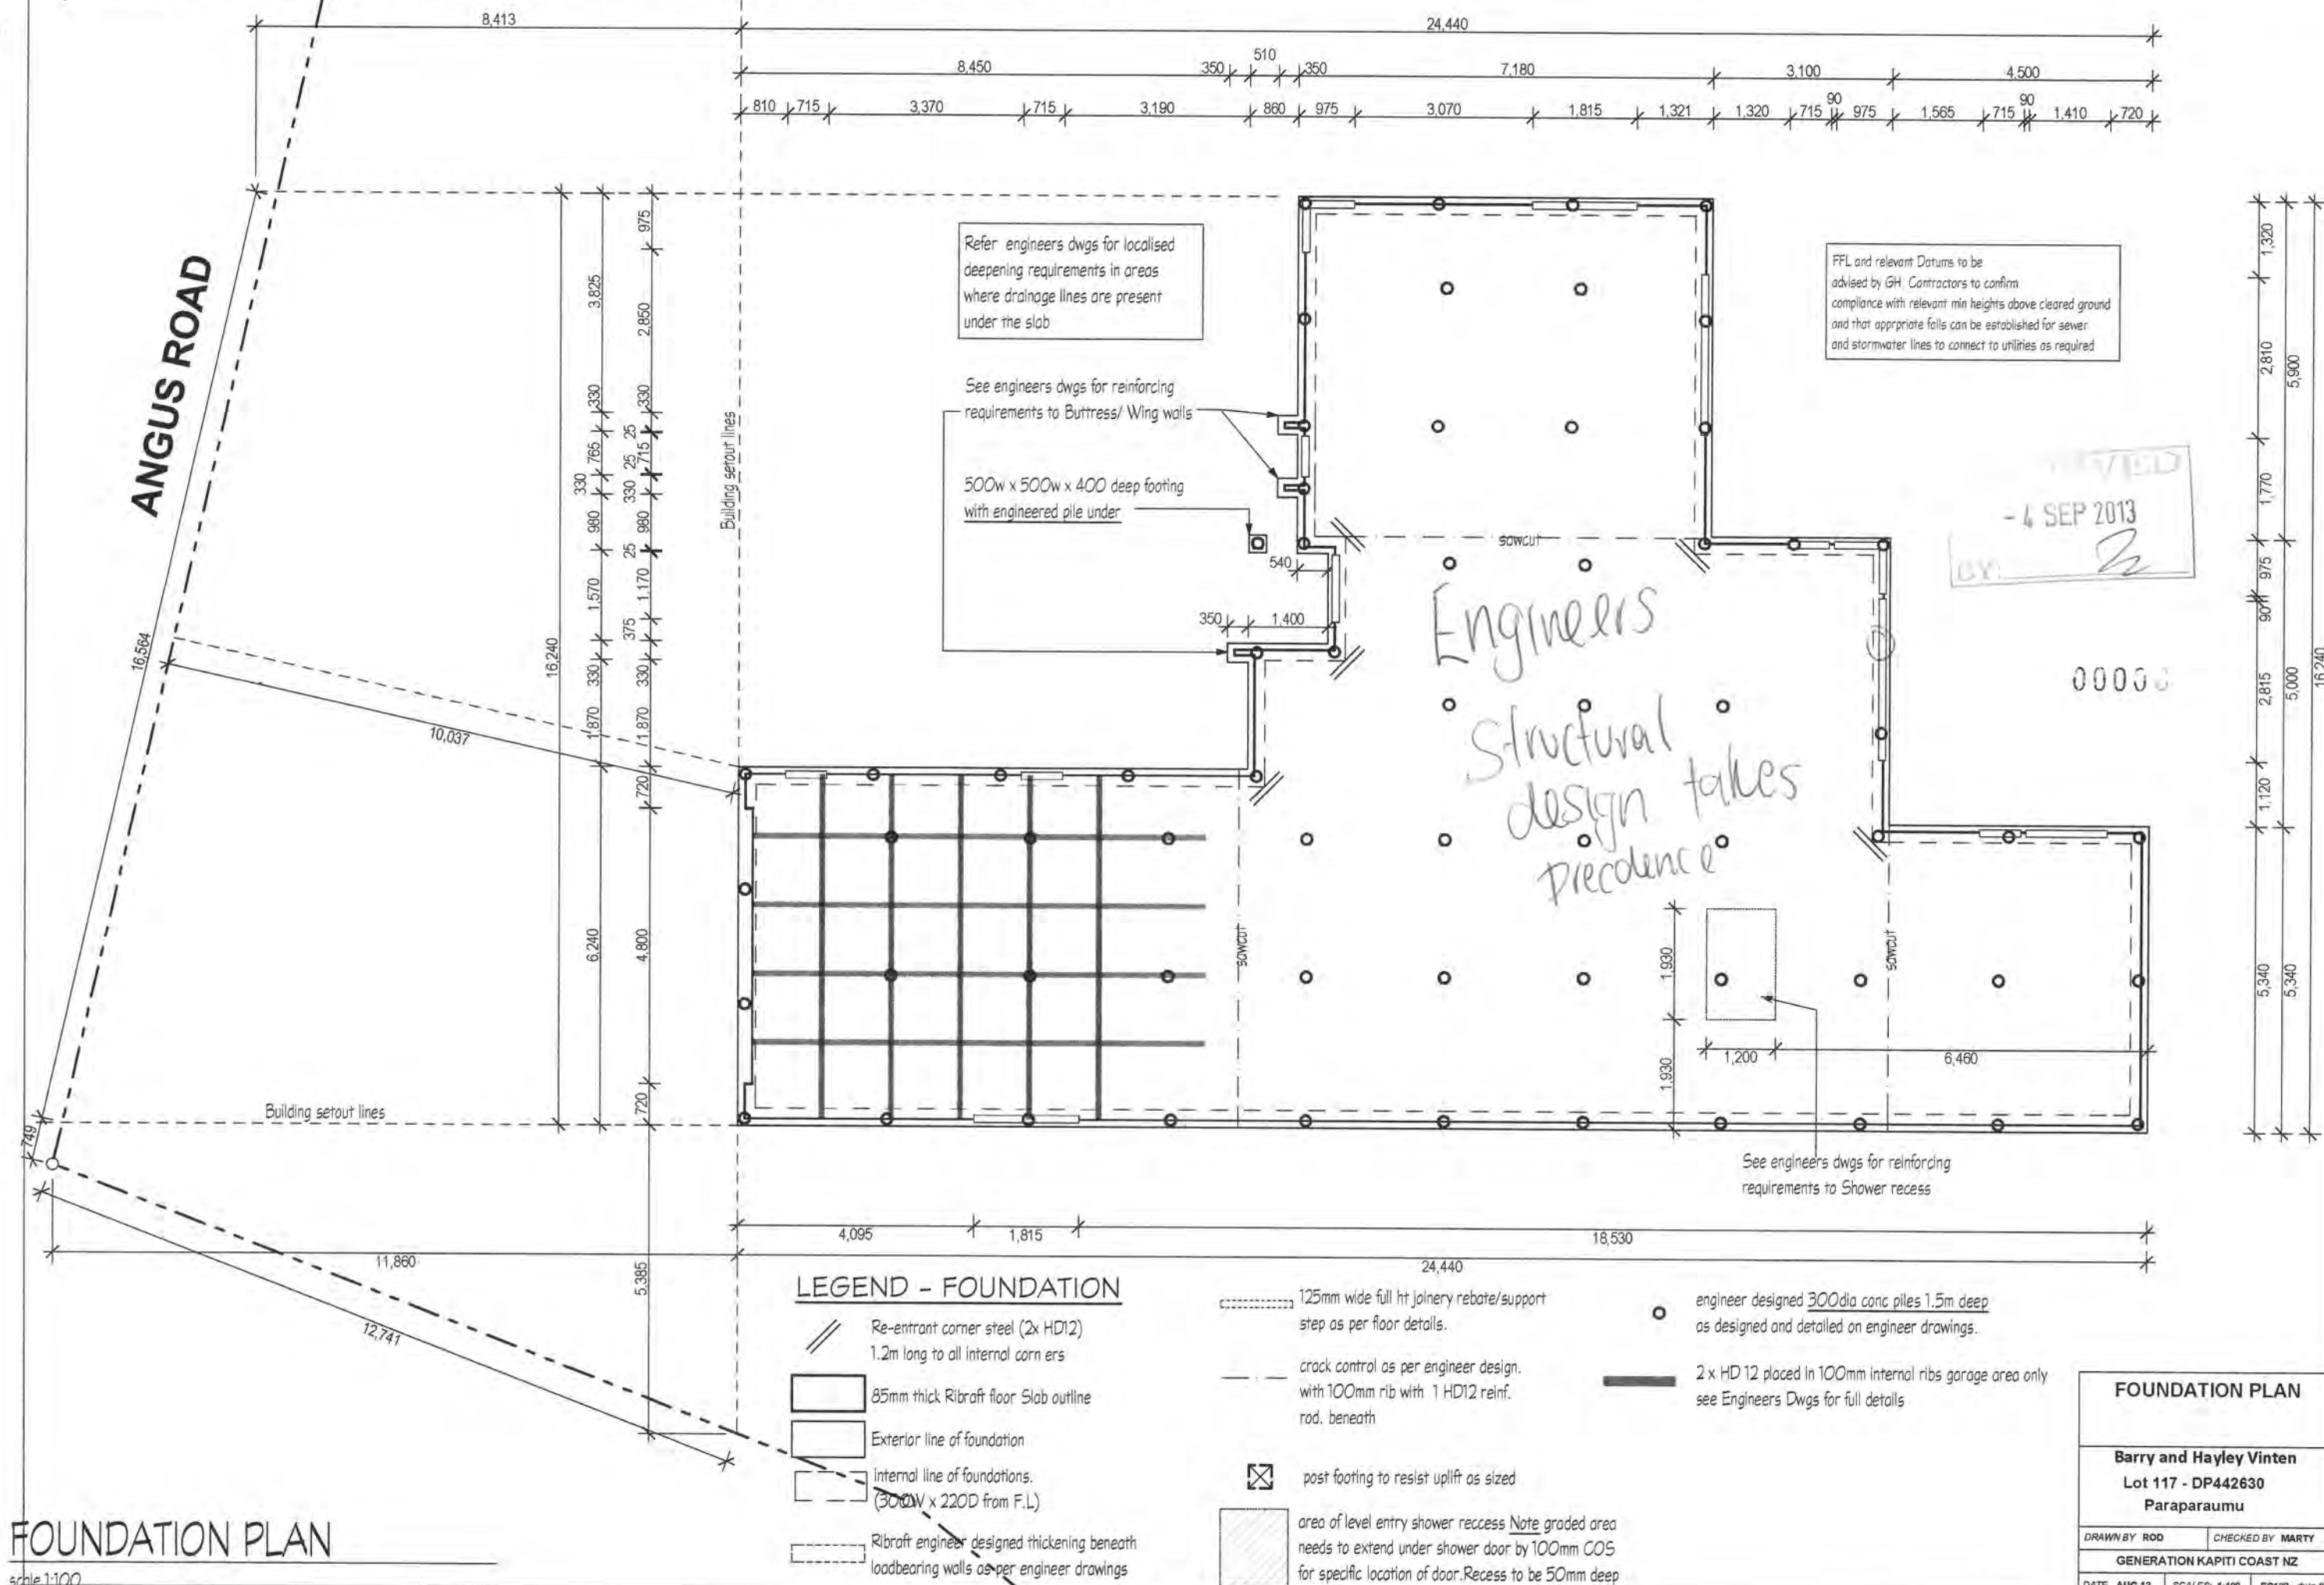 8,413
24,440
8,450
350
510
350
7,180
3,100
4,500
810
715
3,370
715
3,190
860
975
3,070
1,815
1,321
1,320
715
90
975
1,565
715
90
1,410
720
ANGUS ROAD
16,564
16,240
3,825
330
765
330
980
1,570
330
1,870
6,240
975
2,850
330
25
715
25
330
980
25
1,170
375
330
1,870
720
4,800
720
5,385
Building setout lines
Refer engineers dwgs for localised
deepening requirements in areas
where drainage lines are present
under the slab
See engineers dwgs for reinforcing
requirements to Buttress/ Wing walls
500w x 500w x 400 deep footing
with engineered pile under
540
350
1,400
sawcut
FFL and relevant Datums to be
advised by GH. Contractors to confirm
compliance with relevant min heights above cleared ground
and that apprpriate falls can be established for sewer
and stormwater lines to connect to utilities as required
- 4 SEP 2013
BY:
1,320
2,810
1,770
975
90
2,815
1,120
5,340
5,900
5,000
5,340
16,240
Engineers
Structural
design takes
precdence
10,037
sawcut
sawcut
1,930
1,930
1,200
6,460
See engineers dwgs for reinforcing
requirements to Shower recess
Building setout lines
749
11,860
12,741
4,095
1,815
18,530
24,440
LEGEND - FOUNDATION
Re-entrant corner steel (2x HD12)
1.2m long to all internal corn ers
85mm thick Ribraft floor Slab outline
Exterior line of foundation
internal line of foundations.
(300W x 220D from F.L)
Ribraft engineer designed thickening beneath
loadbearing walls as per engineer drawings
125mm wide full ht joinery rebate/support
step as per floor details.
crack control as per engineer design.
with 100mm rib with 1 HD12 reinf.
rod. beneath
post footing to resist uplift as sized
area of level entry shower reccess Note graded area
needs to extend under shower door by 100mm COS
for specific location of door.Recess to be 50mm deep
engineer designed 300dia conc piles 1.5m deep
as designed and detailed on engineer drawings.
2 x HD 12 placed in 100mm internal ribs garage area only
see Engineers Dwgs for full details
FOUNDATION PLAN
Barry and Hayley Vinten
Lot 117 - DP442630
Paraparaumu
DRAWN BY ROD
CHECKED BY MARTY
GENERATION KAPITI COAST NZ
FOUNDATION PLAN
scale 1:100